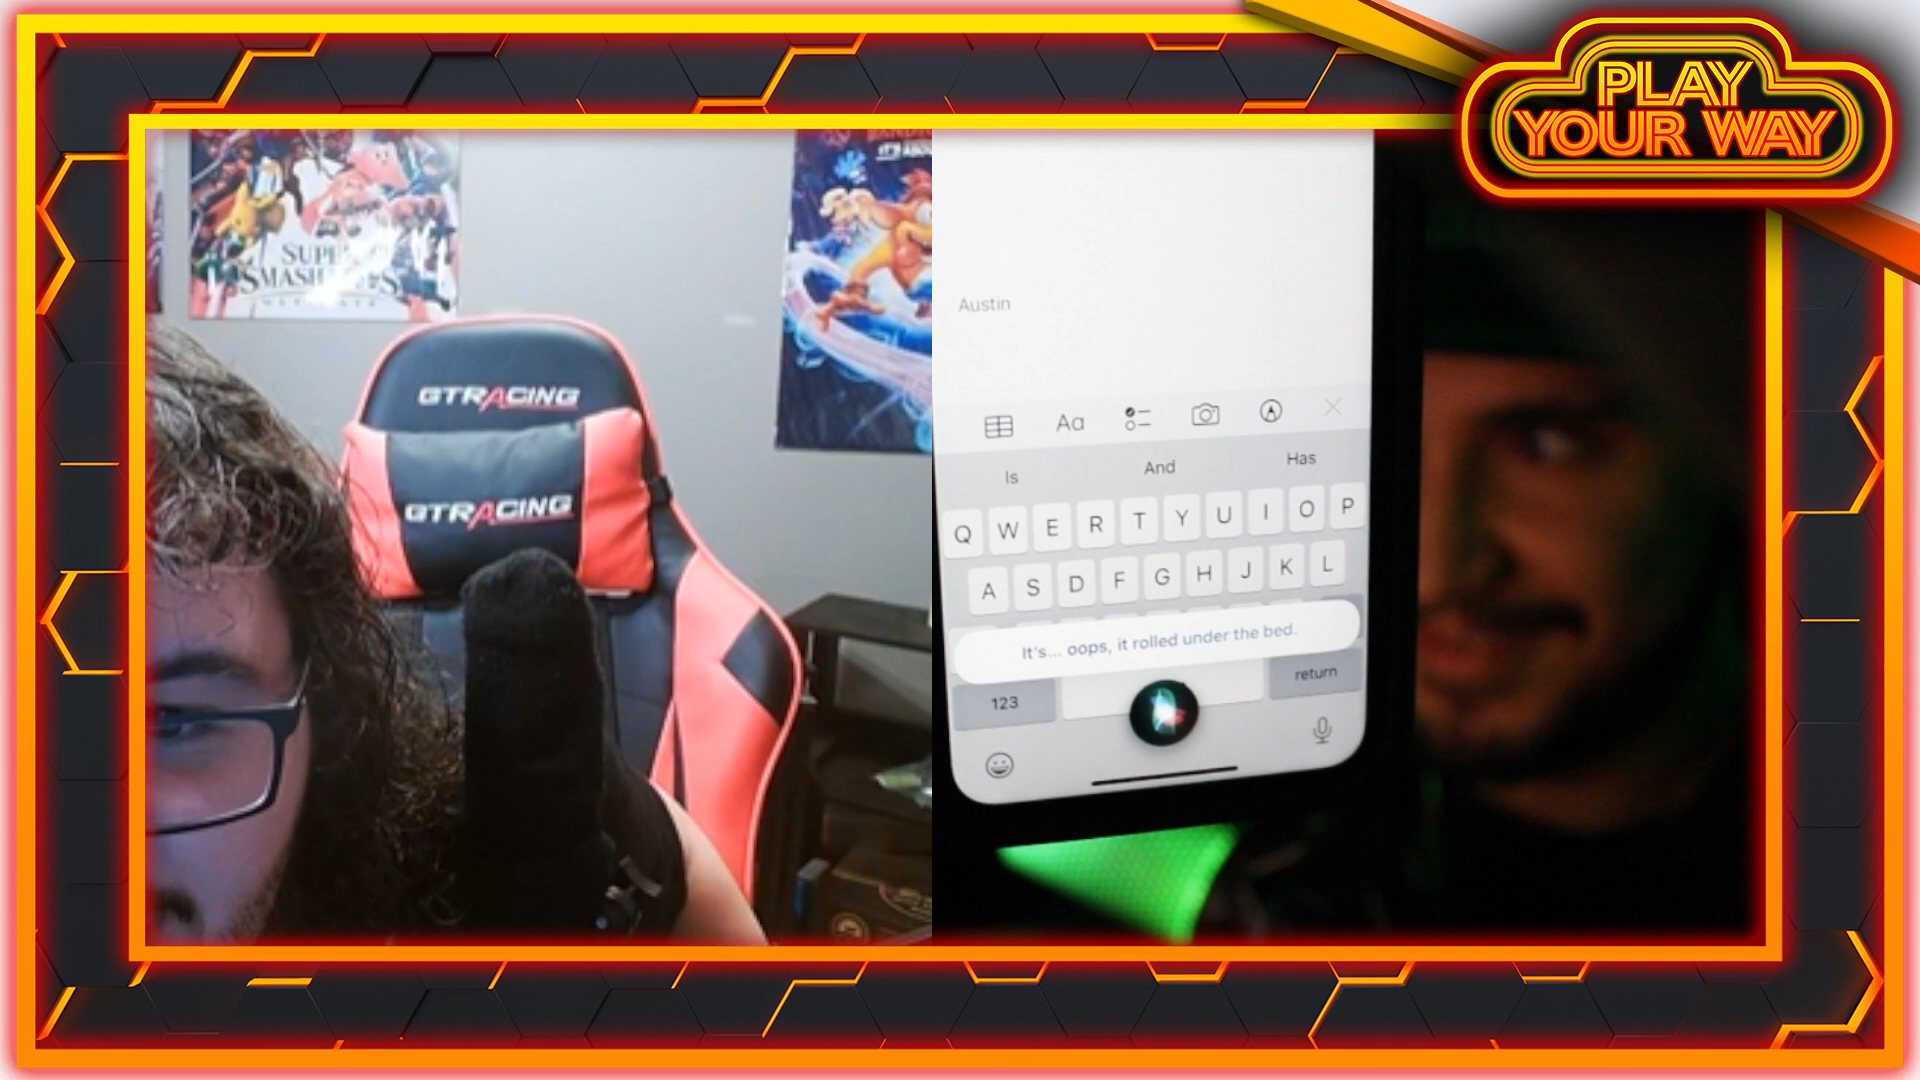 PLAY
YOUR WAY
SUPER
SMASH
GTRACING
GTRACING
Austin
Aa
Is
And
Has
Q W E R T Y U I O P
A S D F G H J K L
It's... oops, it rolled under the bed.
123
return